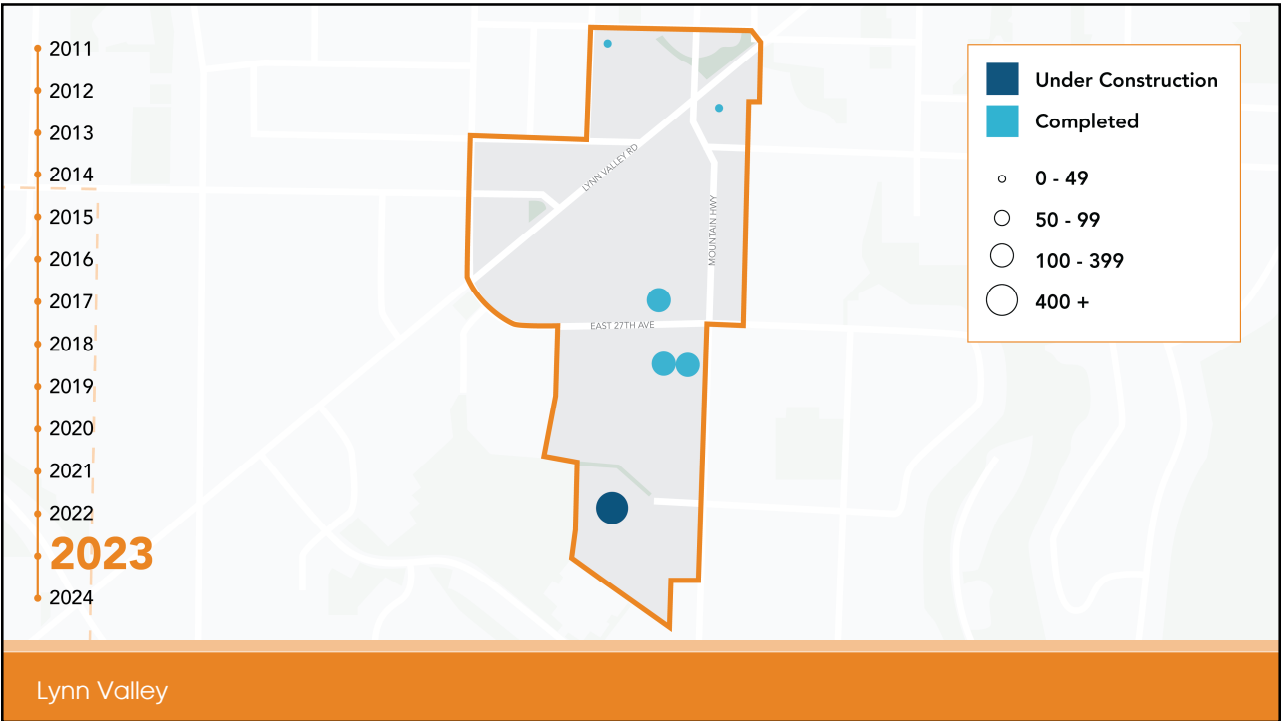 2011
2012
2013
2014
2015
2016
2017
2018
2019
2020
2021
2022
2023
2024
LYNN VALLEY RD
MOUNTAIN HWY
EAST 27TH AVE
Under Construction
Completed
0 - 49
50 - 99
100 - 399
400 +
Lynn Valley